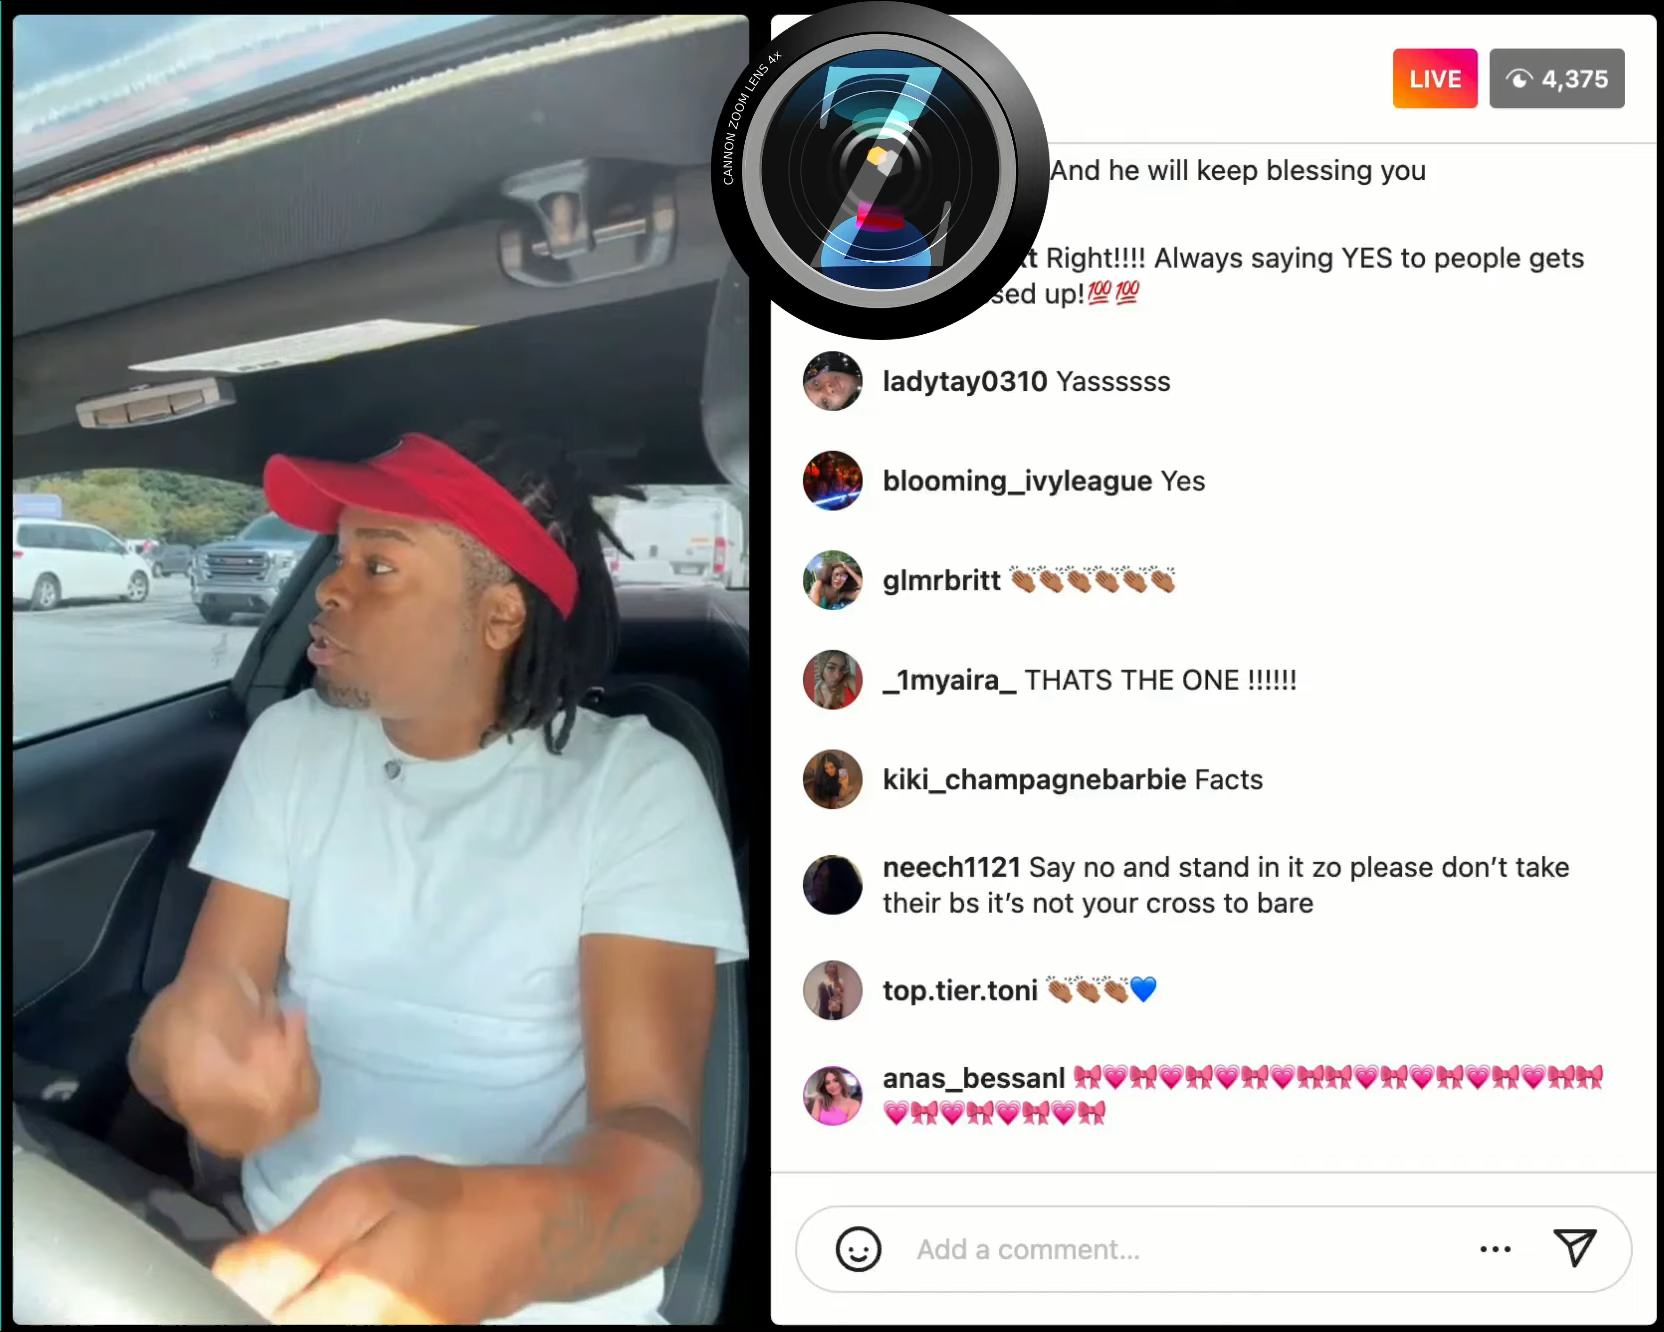 CANNON ZOOM LENS 4x
Z
LIVE 4,375
And he will keep blessing you
Right!!!! Always saying YES to people gets
up!💯💯
ladytay0310 Yassssss
blooming_ivyleague Yes
glmrbritt 👏🏾👏🏾👏🏾👏🏾👏🏾👏🏾
_1myaira_ THATS THE ONE !!!!!!
kiki_champagnebarbie Facts
neech1121 Say no and stand in it zo please don’t take
their bs it’s not your cross to bare
top.tier.toni 👏🏾👏🏾👏🏾💙
anas_bessanl 🎀💗🎀💗🎀💗🎀💗🎀🎀💗🎀💗🎀💗🎀💗🎀🎀
💗🎀💗🎀💗🎀💗🎀
Add a comment...